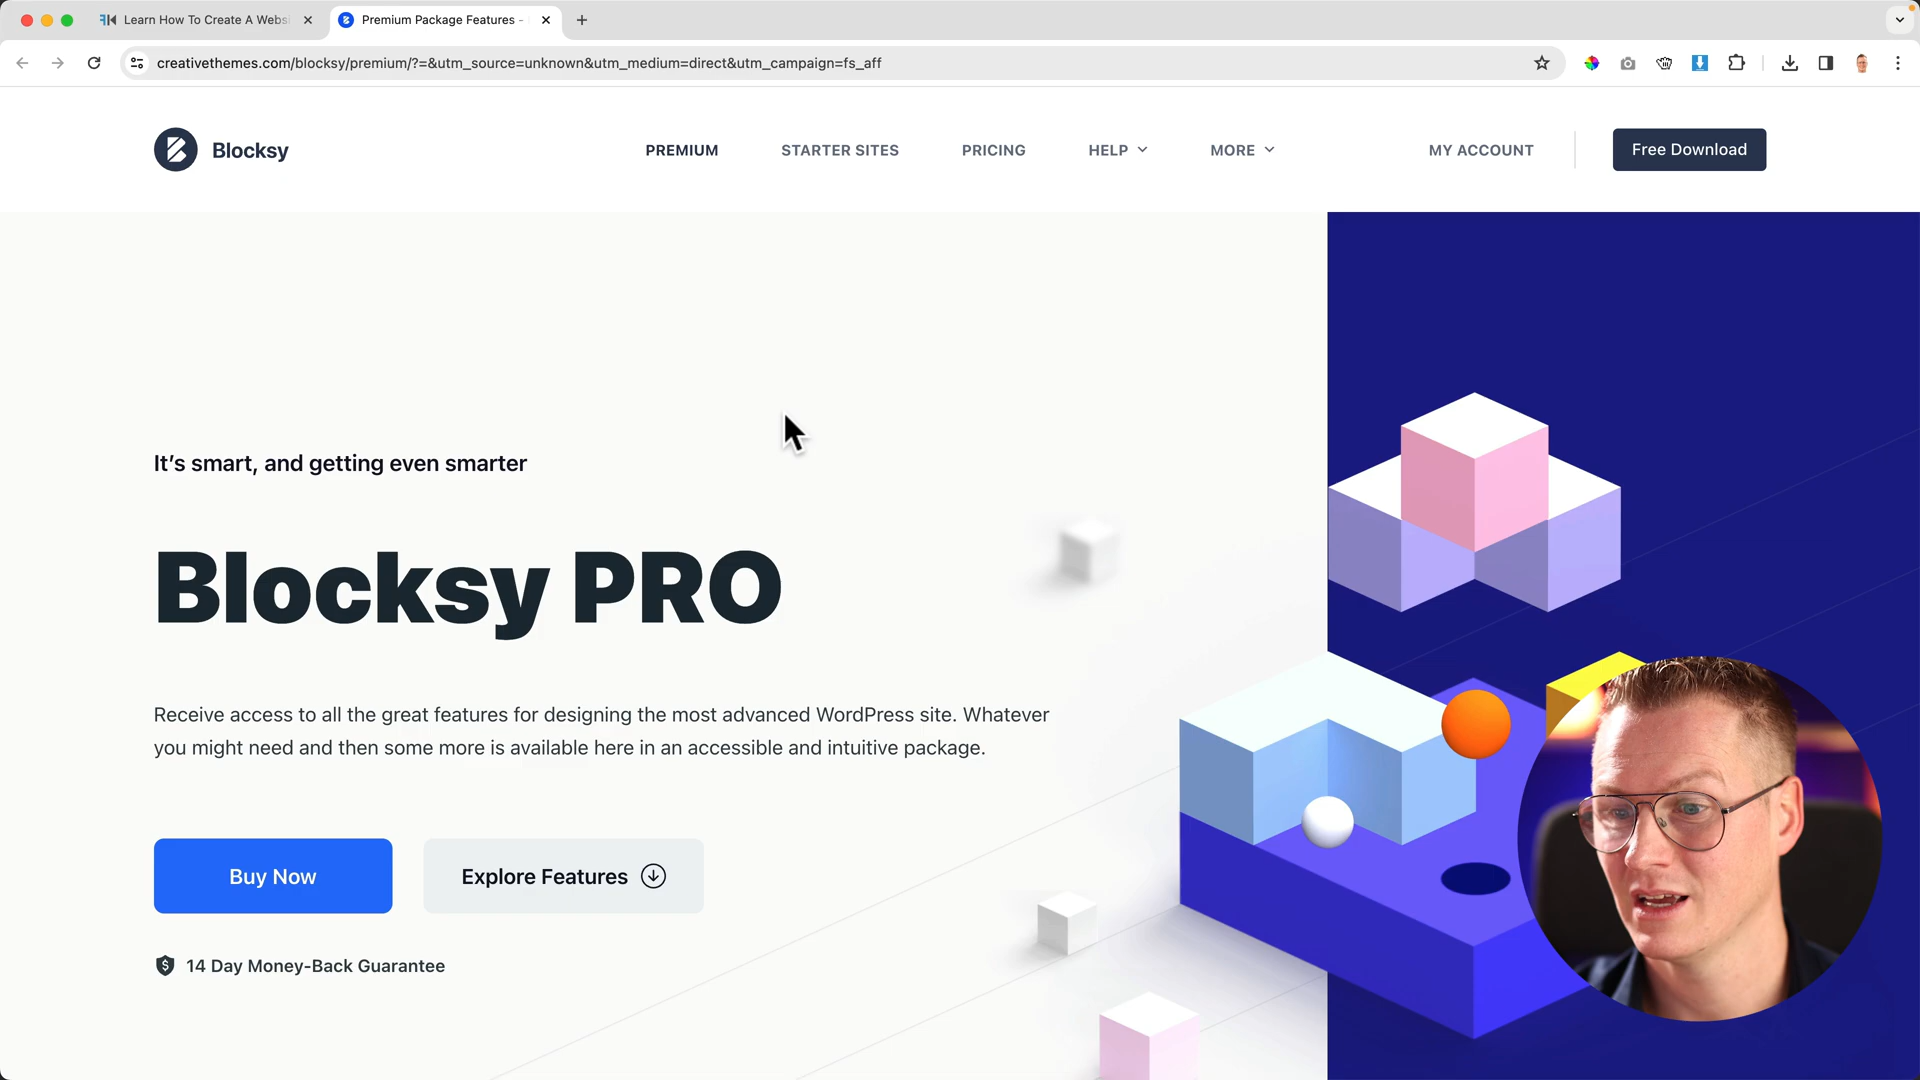 Learn How To Create A Websi
Premium Package Features -
creativethemes.com/blocksy/premium/?=&utm_source=unknown&utm_medium=direct&utm_campaign=fs_aff
Blocksy
PREMIUM
STARTER SITES
PRICING
HELP
MORE
MY ACCOUNT
Free Download
It’s smart, and getting even smarter
Blocksy PRO
Receive access to all the great features for designing the most advanced WordPress site. Whatever
you might need and then some more is available here in an accessible and intuitive package.
Buy Now
Explore Features
14 Day Money-Back Guarantee